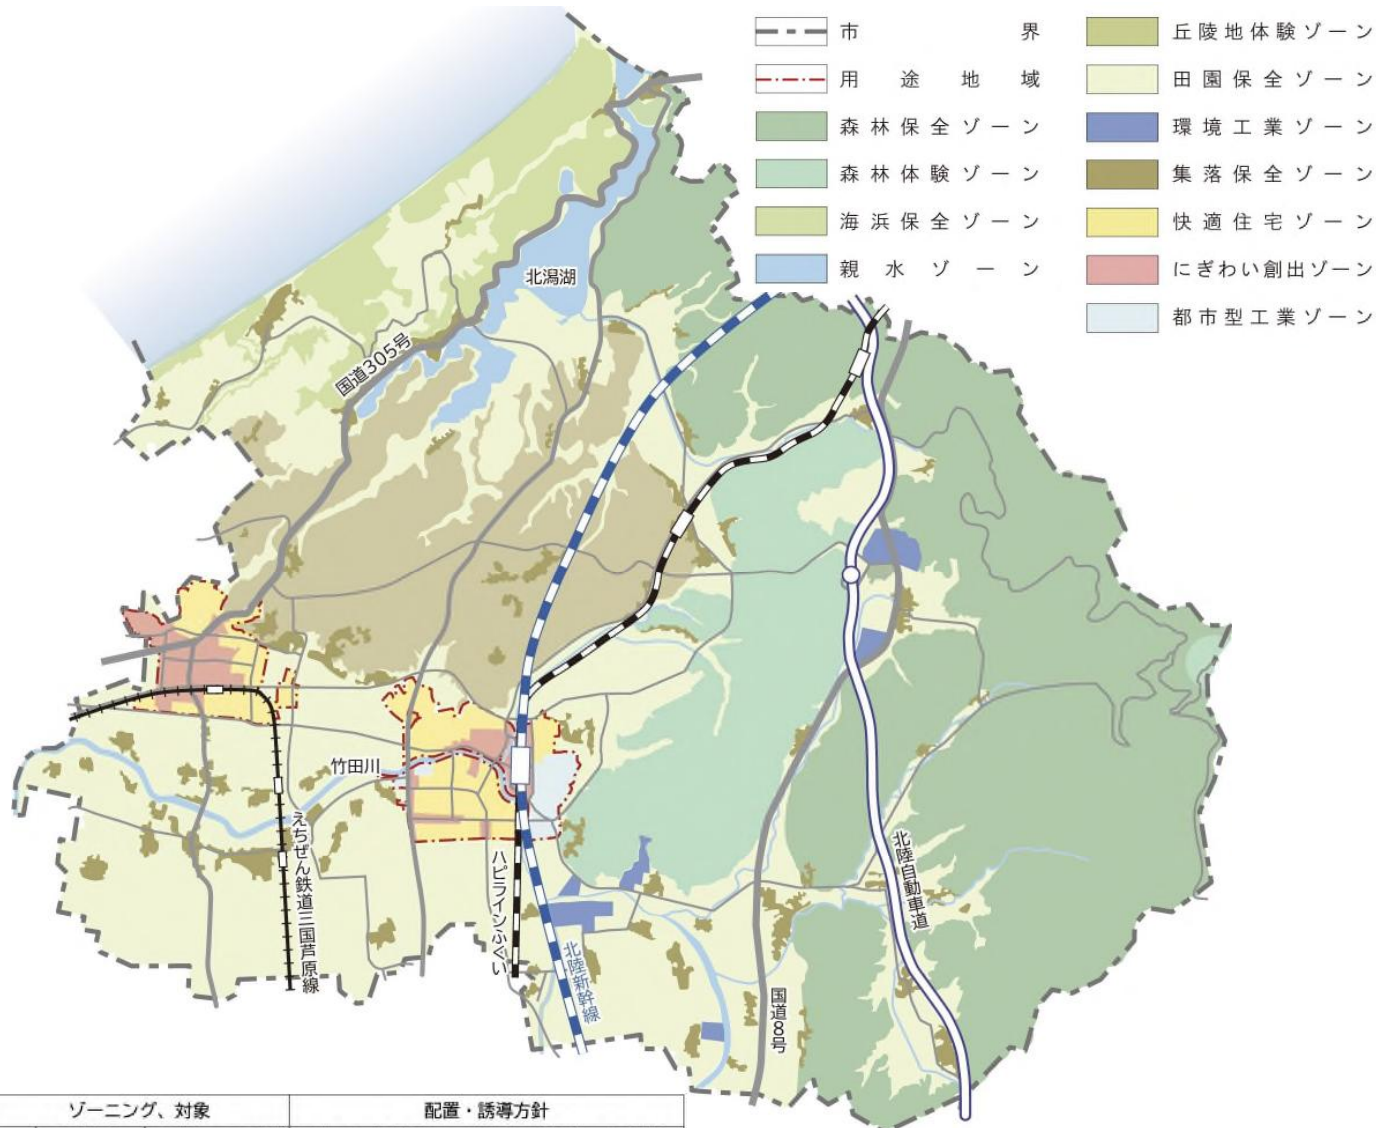 市界
用途地域
森林保全ゾーン
森林体験ゾーン
海浜保全ゾーン
親水ゾーン
丘陵地体験ゾーン
田園保全ゾーン
環境工業ゾーン
集落保全ゾーン
快適住宅ゾーン
にぎわい創出ゾーン
都市型工業ゾーン
北潟湖
国道305号
竹田川
えちぜん鉄道三国芦原線
ハピラインふくい
北陸新幹線
北陸自動車道
国道8号
ゾーニング、対象
配置・誘導方針